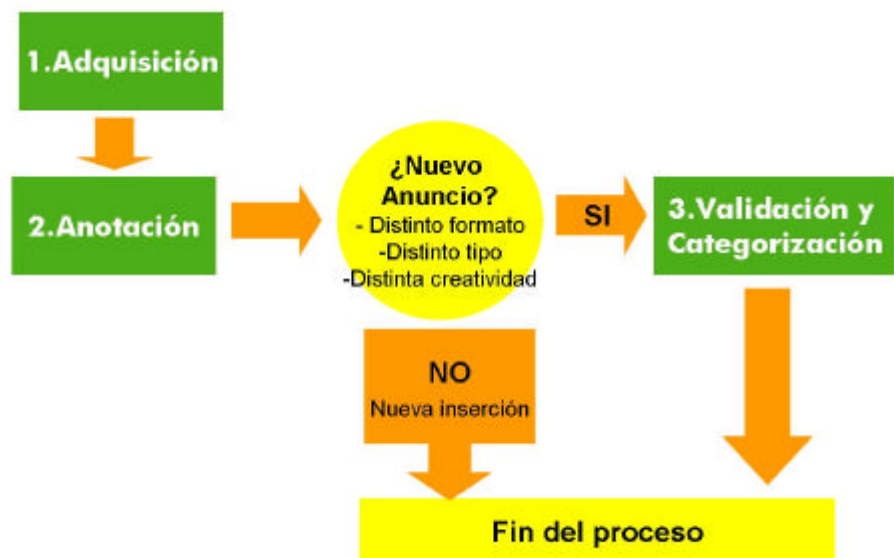 1.Adquisición
2.Anotación
¿Nuevo
Anuncio?
- Distinto formato
-Distinto tipo
-Distinta creatividad
SI
3.Validación y
Categorización
NO
Nueva inserción
Fin del proceso